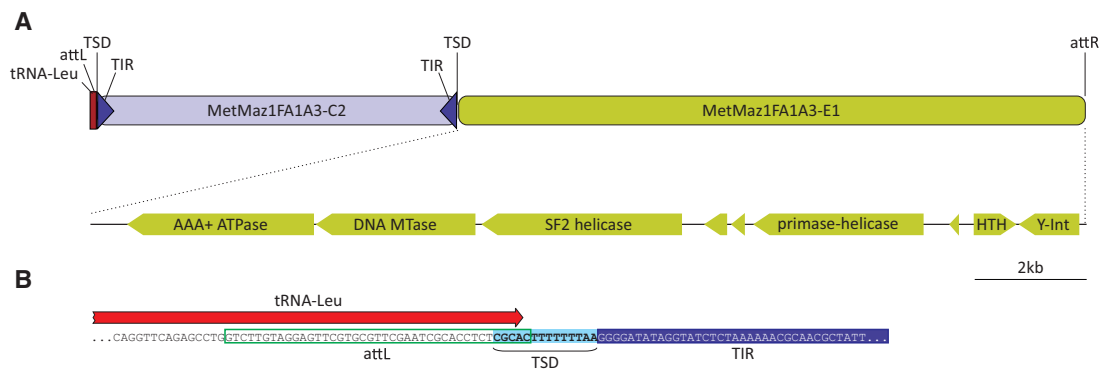 A
TSD
TSD
attL
attR
tRNA-Leu
TIR
TIR
MetMaz1FA1A3-C2
MetMaz1FA1A3-E1
AAA+ ATPase
DNA MTase
SF2 helicase
primase-helicase
HTH
Y-Int
2kb
B
tRNA-Leu
...CAGGTTCAGAGCCTGGTCTTGTAGGAGTTCGTGCGTTCGAATCGCACCTCTCGCACTTTTTTTAAGGGGATATAGGTATCTCTAAAAAACGCAACGCTATT...
attL
TSD
TIR